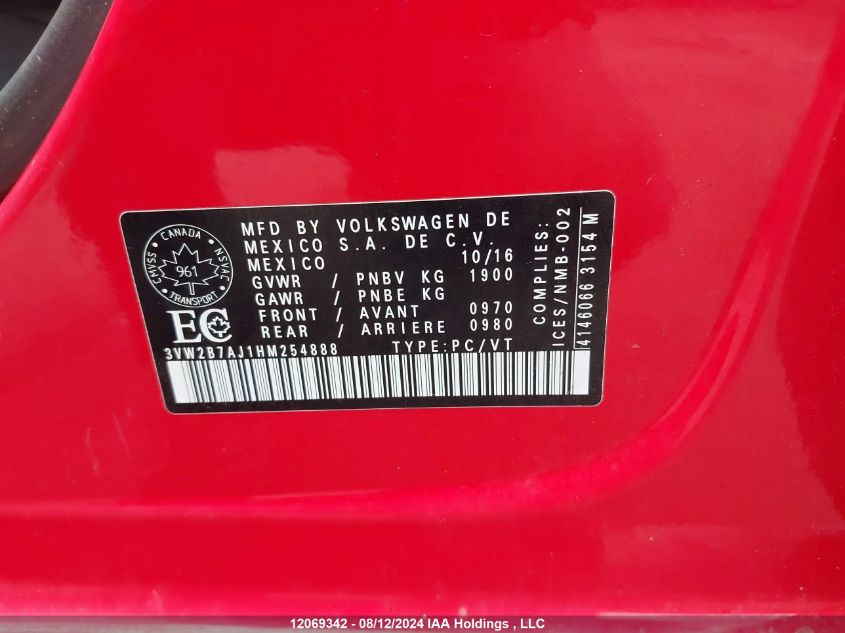 MFD BY VOLKSWAGEN DE
MEXICO S.A. DE C.V.
MEXICO 10/16
GVWR / PNBV KG 1900
GAWR / PNBE KG
FRONT / AVANT 0970
REAR / ARRIERE 0980
CANADA
CMVSS
NSVAC
961
TRANSPORT
EC
3VW2B7AJ1HM254888 TYPE:PC/VT
COMPLIES:
ICES/NMB-002
4146066 3154M
12069342 - 08/12/2024 IAA Holdings , LLC